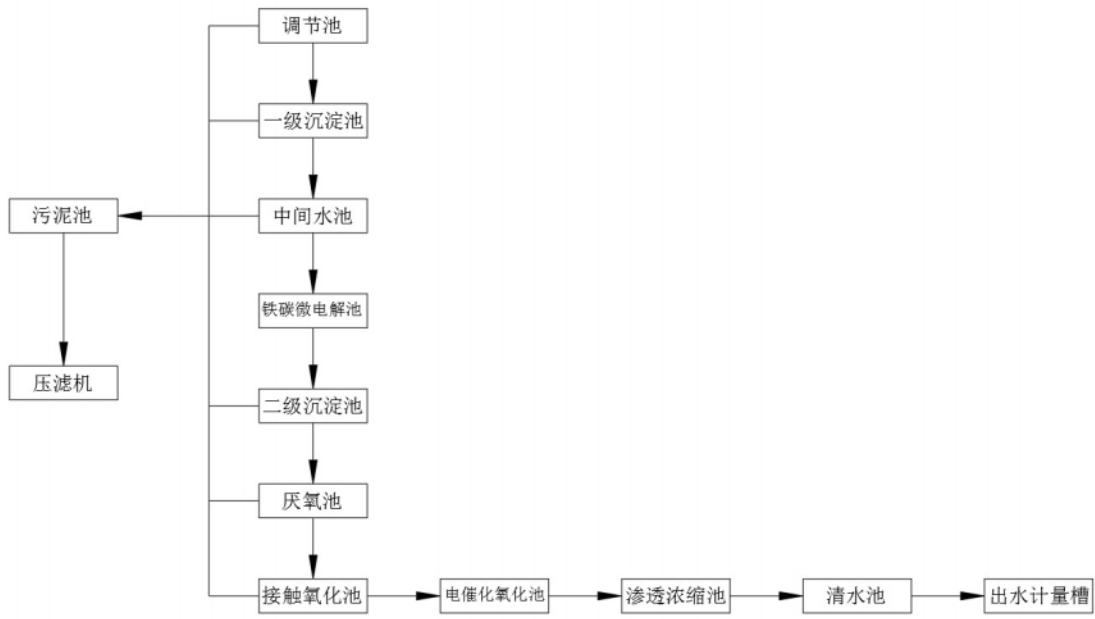 调节池
一级沉淀池
污泥池
中间水池
铁碳微电解池
压滤机
二级沉淀池
厌氧池
接触氧化池
电催化氧化池
渗透浓缩池
清水池
出水计量槽